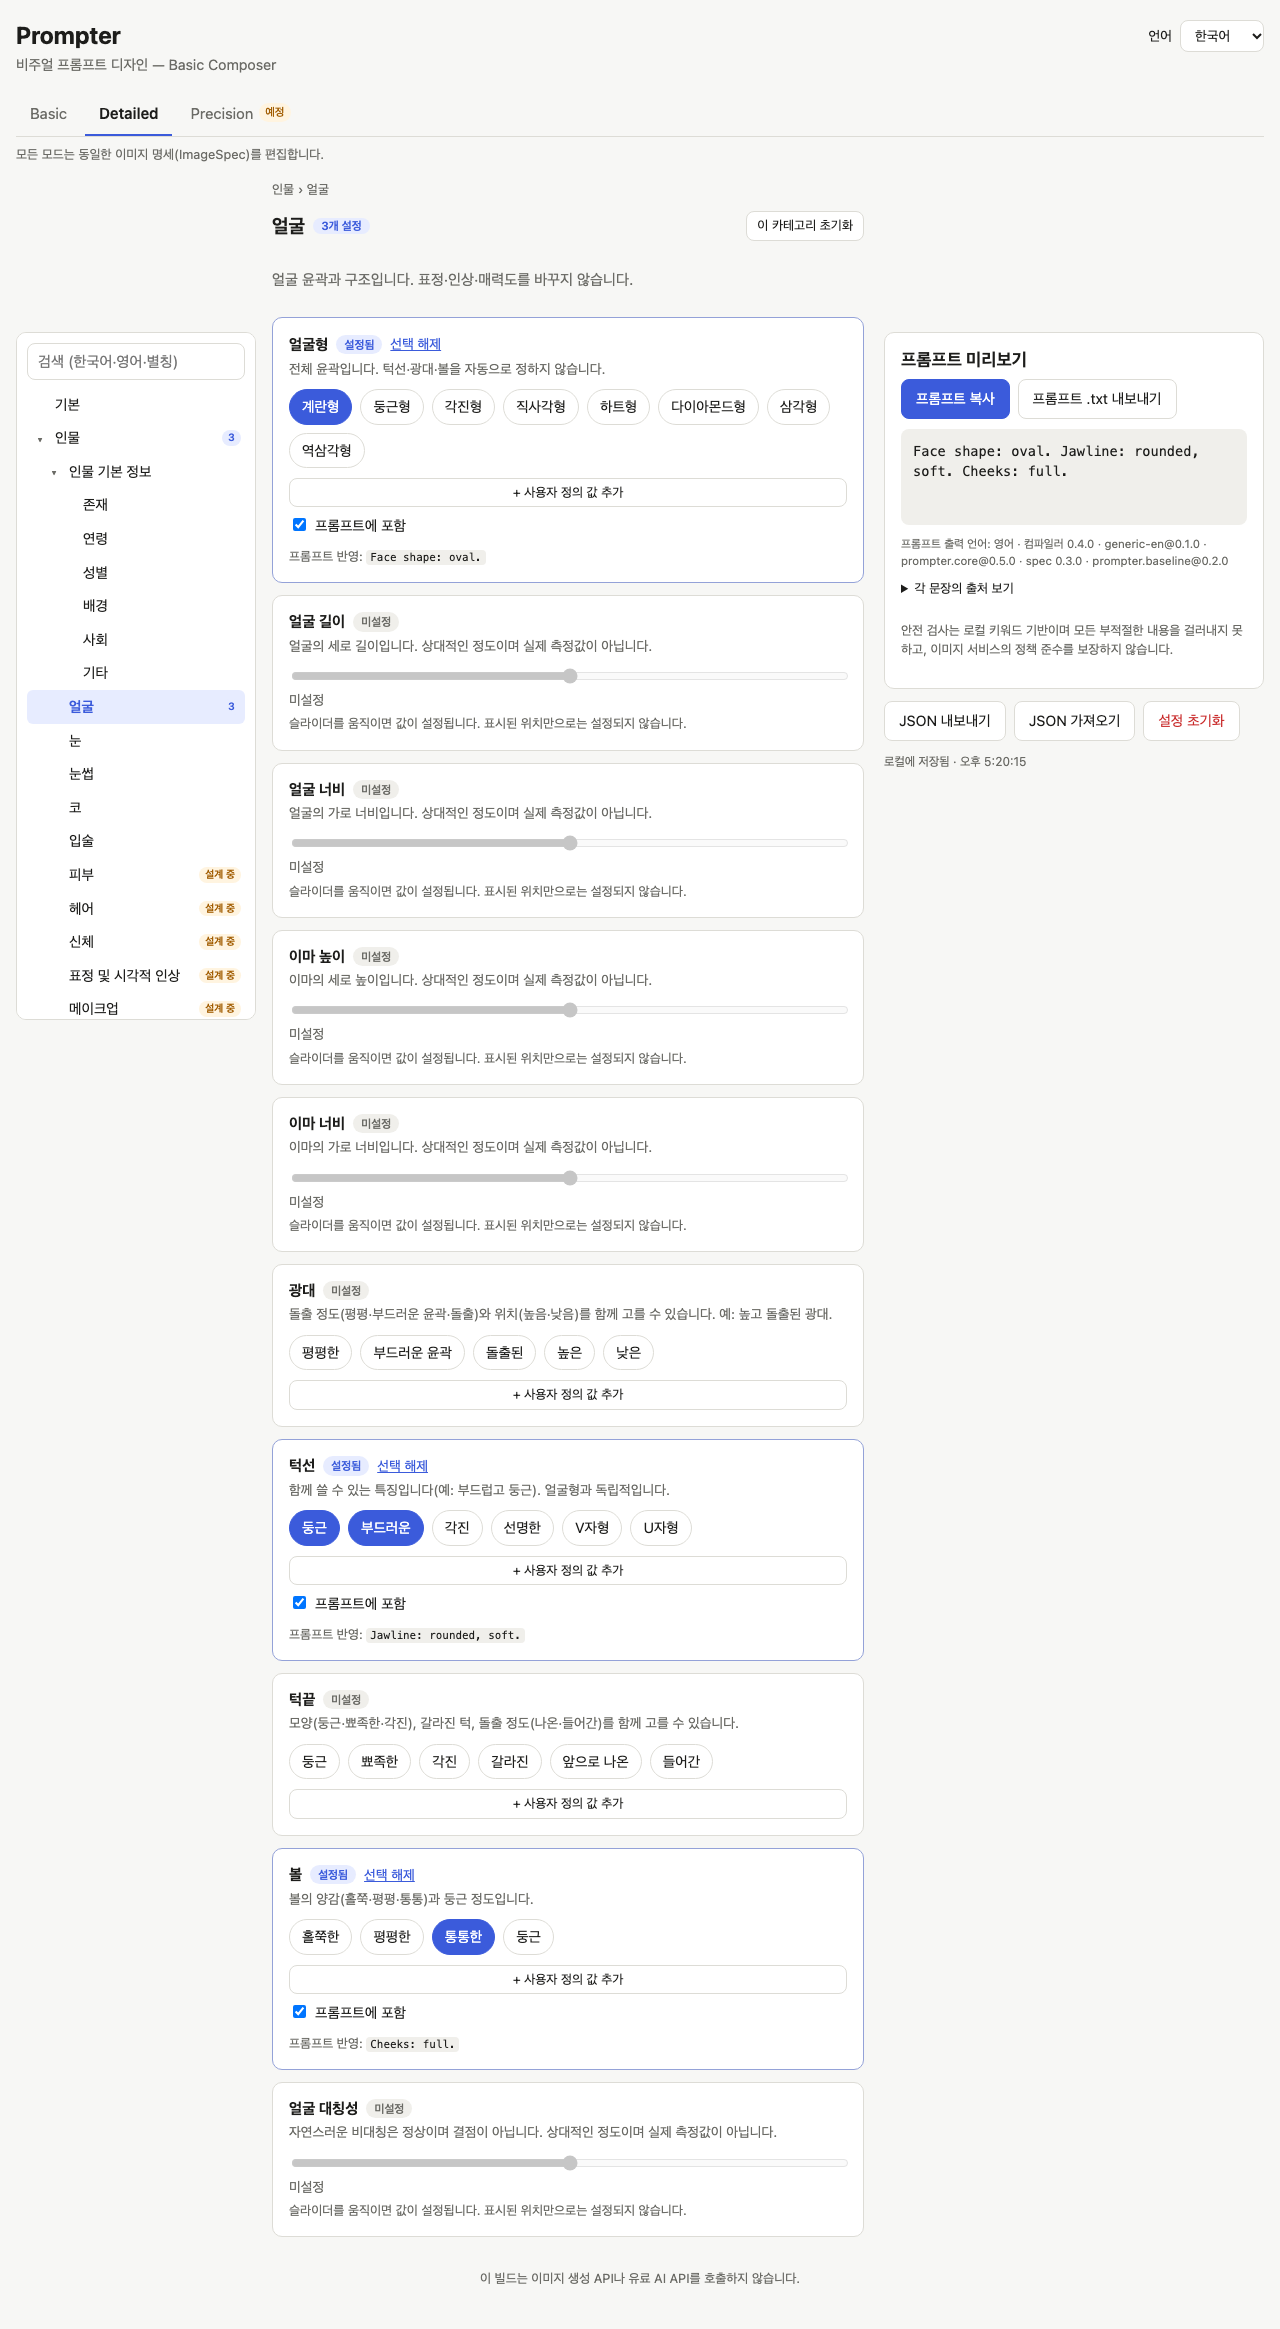 Prompter
비주얼 프롬프트 디자인 — Basic Composer
언어 한국어
Basic Detailed Precision 예정
모든 모드는 동일한 이미지 명세(ImageSpec)를 편집합니다.
검색 (한국어·영어·별칭)
기본
인물 3
인물 기본 정보
존재
연령
성별
배경
사회
기타
얼굴 3
눈
눈썹
코
입술
피부 설계 중
헤어 설계 중
신체 설계 중
표정 및 시각적 인상 설계 중
메이크업 설계 중
인물 › 얼굴
얼굴 3개 설정 이 카테고리 초기화
얼굴 윤곽과 구조입니다. 표정·인상·매력도를 바꾸지 않습니다.
얼굴형 설정됨 선택 해제
전체 윤곽입니다. 턱선·광대·볼을 자동으로 정하지 않습니다.
계란형 둥근형 각진형 직사각형 하트형 다이아몬드형 삼각형
역삼각형
+ 사용자 정의 값 추가
프롬프트에 포함
프롬프트 반영: Face shape: oval.
얼굴 길이 미설정
얼굴의 세로 길이입니다. 상대적인 정도이며 실제 측정값이 아닙니다.
미설정
슬라이더를 움직이면 값이 설정됩니다. 표시된 위치만으로는 설정되지 않습니다.
얼굴 너비 미설정
얼굴의 가로 너비입니다. 상대적인 정도이며 실제 측정값이 아닙니다.
미설정
슬라이더를 움직이면 값이 설정됩니다. 표시된 위치만으로는 설정되지 않습니다.
이마 높이 미설정
이마의 세로 높이입니다. 상대적인 정도이며 실제 측정값이 아닙니다.
미설정
슬라이더를 움직이면 값이 설정됩니다. 표시된 위치만으로는 설정되지 않습니다.
이마 너비 미설정
이마의 가로 너비입니다. 상대적인 정도이며 실제 측정값이 아닙니다.
미설정
슬라이더를 움직이면 값이 설정됩니다. 표시된 위치만으로는 설정되지 않습니다.
광대 미설정
돌출 정도(평평·부드러운 윤곽·돌출)와 위치(높음·낮음)를 함께 고를 수 있습니다. 예: 높고 돌출된 광대.
평평한 부드러운 윤곽 돌출된 높은 낮은
+ 사용자 정의 값 추가
턱선 설정됨 선택 해제
함께 쓸 수 있는 특징입니다(예: 부드럽고 둥근). 얼굴형과 독립적입니다.
둥근 부드러운 각진 선명한 V자형 U자형
+ 사용자 정의 값 추가
프롬프트에 포함
프롬프트 반영: Jawline: rounded, soft.
턱끝 미설정
모양(둥근·뾰족한·각진), 갈라진 턱, 돌출 정도(나온·들어간)를 함께 고를 수 있습니다.
둥근 뾰족한 각진 갈라진 앞으로 나온 들어간
+ 사용자 정의 값 추가
볼 설정됨 선택 해제
볼의 양감(홀쭉·평평·통통)과 둥근 정도입니다.
홀쭉한 평평한 통통한 둥근
+ 사용자 정의 값 추가
프롬프트에 포함
프롬프트 반영: Cheeks: full.
얼굴 대칭성 미설정
자연스러운 비대칭은 정상이며 결점이 아닙니다. 상대적인 정도이며 실제 측정값이 아닙니다.
미설정
슬라이더를 움직이면 값이 설정됩니다. 표시된 위치만으로는 설정되지 않습니다.
프롬프트 미리보기
프롬프트 복사 프롬프트 .txt 내보내기
Face shape: oval. Jawline: rounded,
soft. Cheeks: full.
프롬프트 출력 언어: 영어 · 컴파일러 0.4.0 · generic-en@0.1.0 ·
prompter.core@0.5.0 · spec 0.3.0 · prompter.baseline@0.2.0
각 문장의 출처 보기
안전 검사는 로컬 키워드 기반이며 모든 부적절한 내용을 걸러내지 못
하고, 이미지 서비스의 정책 준수를 보장하지 않습니다.
JSON 내보내기 JSON 가져오기 설정 초기화
로컬에 저장됨 · 오후 5:20:15
이 빌드는 이미지 생성 API나 유료 AI API를 호출하지 않습니다.